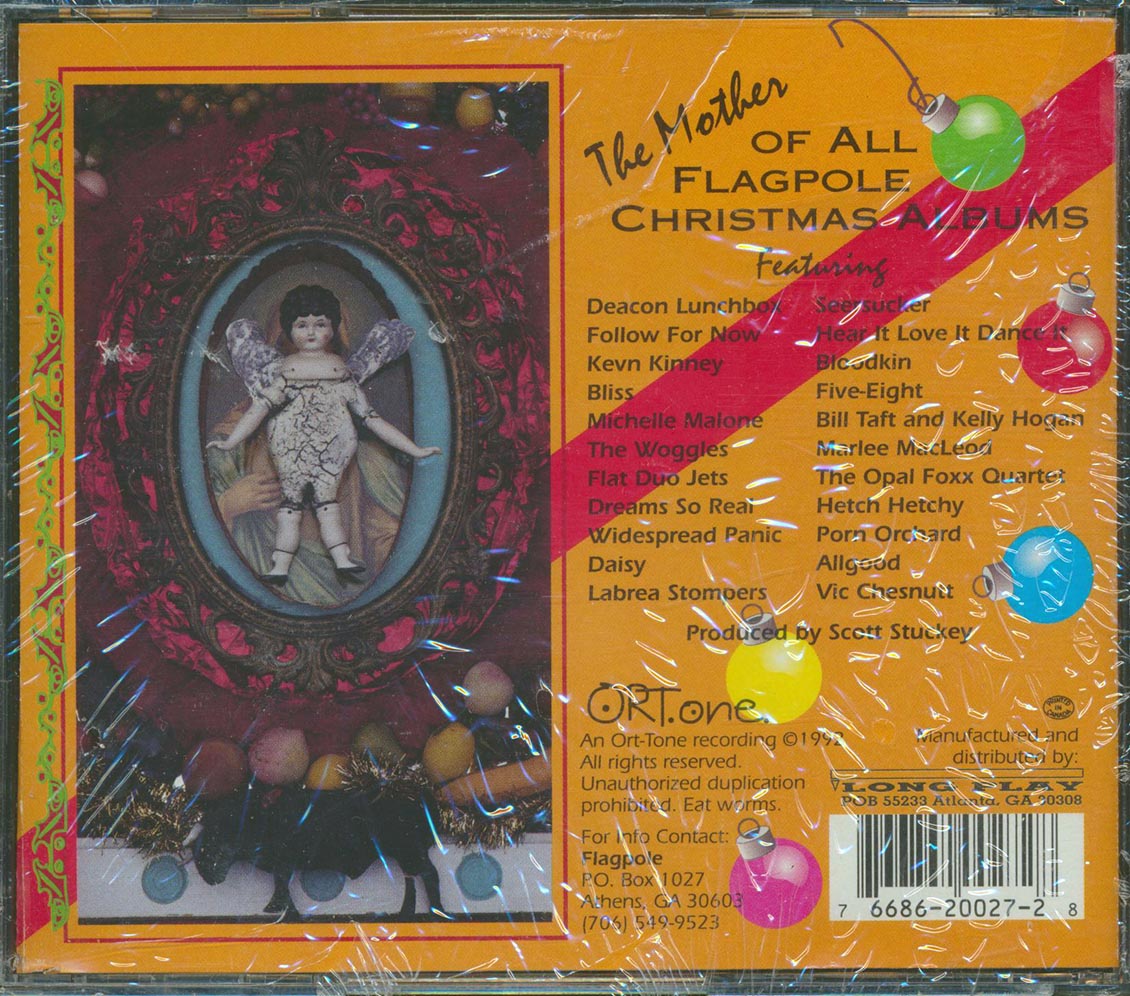 The Mother
OF ALL
FLAGPOLE
CHRISTMAS ALBUMS
Featuring
Deacon Lunchbox
Follow For Now
Kevn Kinney
Bliss
Michelle Malone
The Woggles
Flat Duo Jets
Dreams So Real
Widespread Panic
Daisy
Labrea Stompers
Seersucker
Hear It Love It Dance It
Bloodkin
Five-Eight
Bill Taft and Kelly Hogan
Marlee MacLeod
The Opal Foxx Quartet
Hetch Hetchy
Porn Orchard
Allgood
Vic Chesnutt
Produced by Scott Stuckey
ORT.one
An Ort-Tone recording ©1992
All rights reserved.
Unauthorized duplication
prohibited. Eat worms.
For Info Contact:
Flagpole
P.O. Box 1027
Athens, GA 30603
(706) 549-9523
PRINTED
IN
CANADA
Manufactured and
distributed by:
LONG PLAY
POB 55233 Atlanta, GA 30308
7 6686-20027-2 8